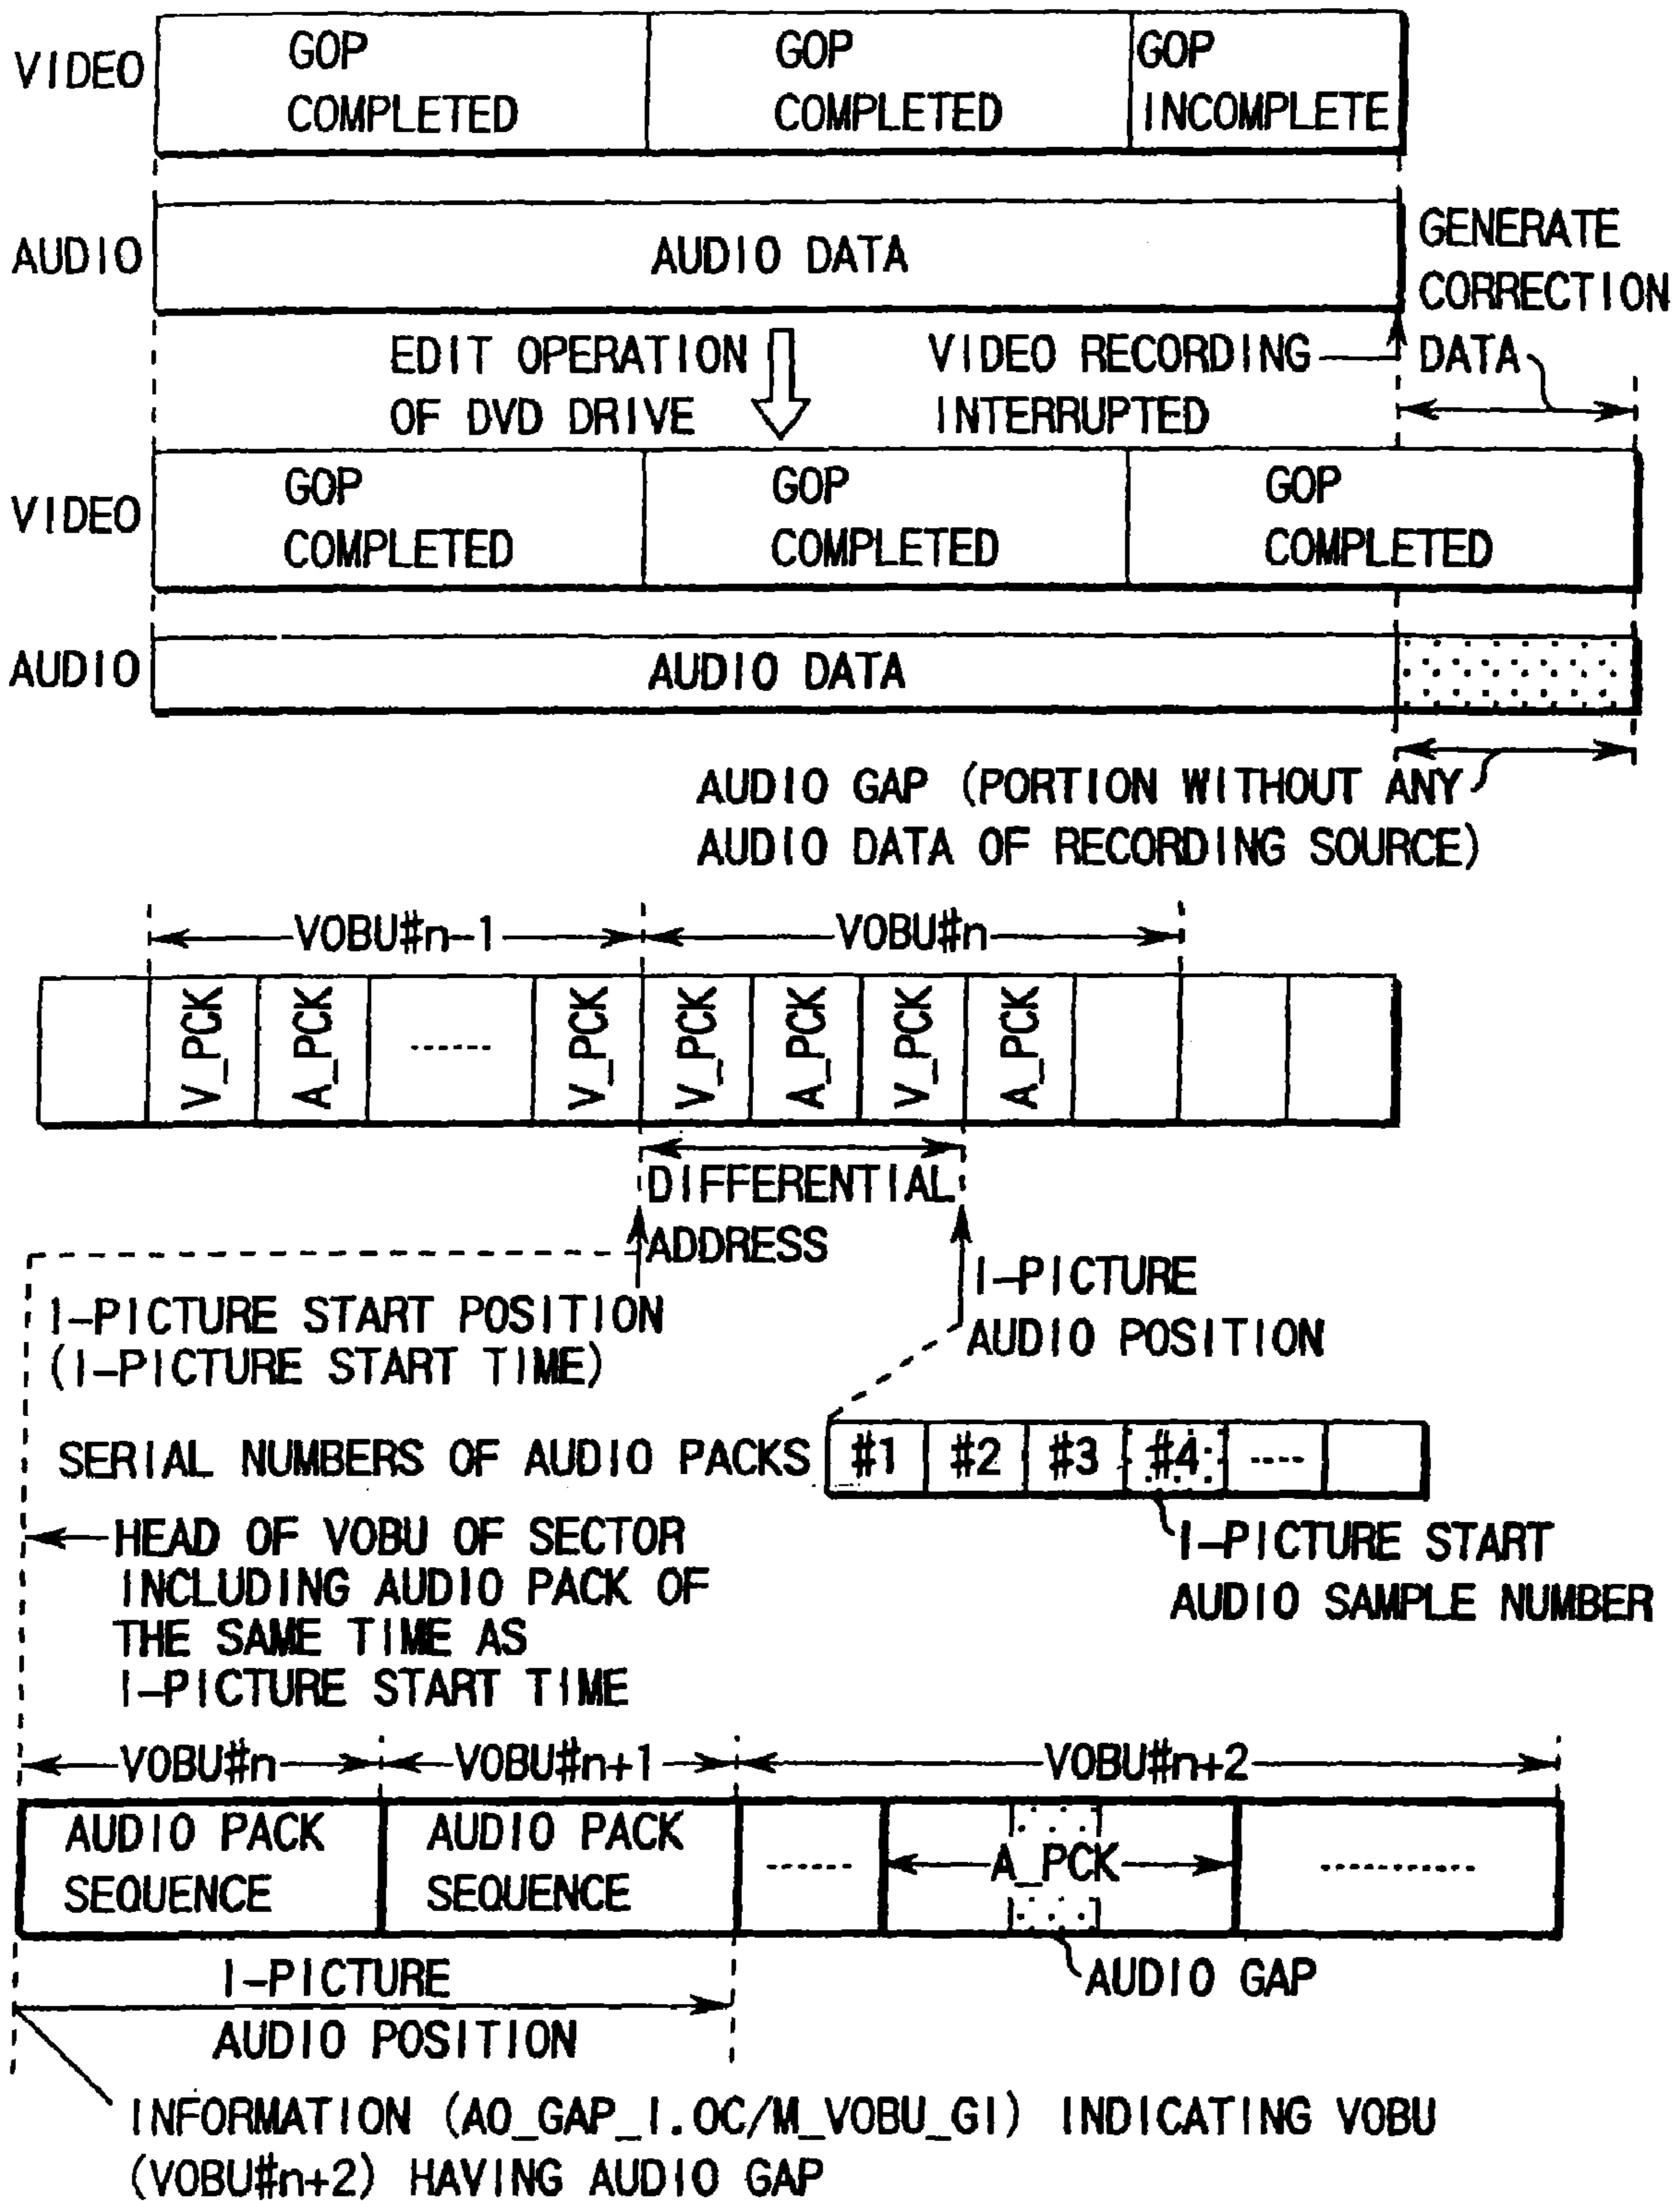 VIDEO
GOP
COMPLETED
GOP
COMPLETED
GOP
INCOMPLETE
AUDIO
AUDIO DATA
GENERATE
CORRECTION
DATA
EDIT OPERATION
OF DVD DRIVE
VIDEO RECORDING
INTERRUPTED
VIDEO
GOP
COMPLETED
GOP
COMPLETED
GOP
COMPLETED
AUDIO
AUDIO DATA
AUDIO GAP (PORTION WITHOUT ANY
AUDIO DATA OF RECORDING SOURCE)
VOBU#n-1
VOBU#n
V_PCK
A_PCK
------
V_PCK
V_PCK
A_PCK
V_PCK
A_PCK
DIFFERENTIAL
ADDRESS
I-PICTURE START POSITION
(I-PICTURE START TIME)
I-PICTURE
AUDIO POSITION
SERIAL NUMBERS OF AUDIO PACKS
#1
#2
#3
#4
----
I-PICTURE START
AUDIO SAMPLE NUMBER
HEAD OF VOBU OF SECTOR
INCLUDING AUDIO PACK OF
THE SAME TIME AS
I-PICTURE START TIME
VOBU#n
VOBU#n+1
VOBU#n+2
AUDIO PACK
SEQUENCE
AUDIO PACK
SEQUENCE
------
A_PCK
-----------
AUDIO GAP
I-PICTURE
AUDIO POSITION
INFORMATION (AO_GAP_I.OC/M_VOBU_GI) INDICATING VOBU
(VOBU#n+2) HAVING AUDIO GAP